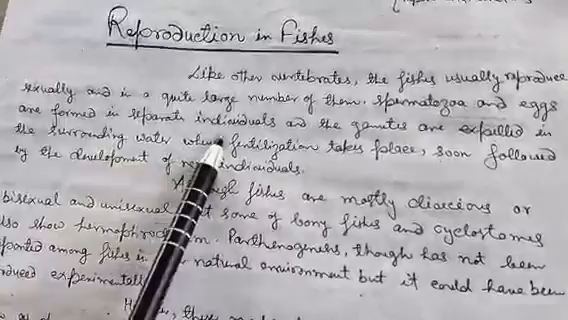 Reproduction in Fishes
Like other vertebrates, the fishes usually reproduce
sexually and in a quite large number of them. spermatozoa and eggs
are formed in separate individuals and the gametes are expelled in
the surrounding water where fertilization takes place, soon followed
by the development of new individuals.
fishes are mostly diaecious or
bisexual and unisexual some of bony fishes and cyclostomes
also show Parthenogenesis, though has not been
among fishes in natural environment but it could have been
experimentally